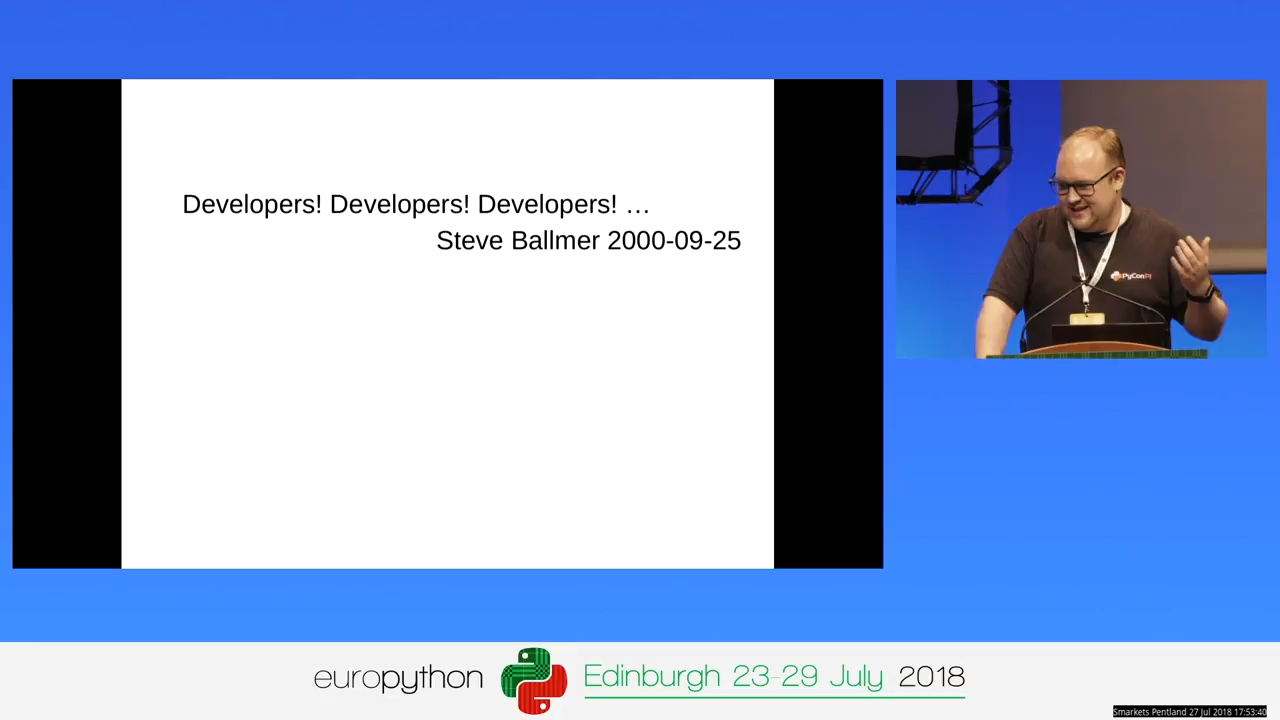 Developers! Developers! Developers! …
Steve Ballmer 2000-09-25
PyConPl
europython
Edinburgh 23-29 July 2018
Smarkets Pentland 27 Jul 2018 17:53:40